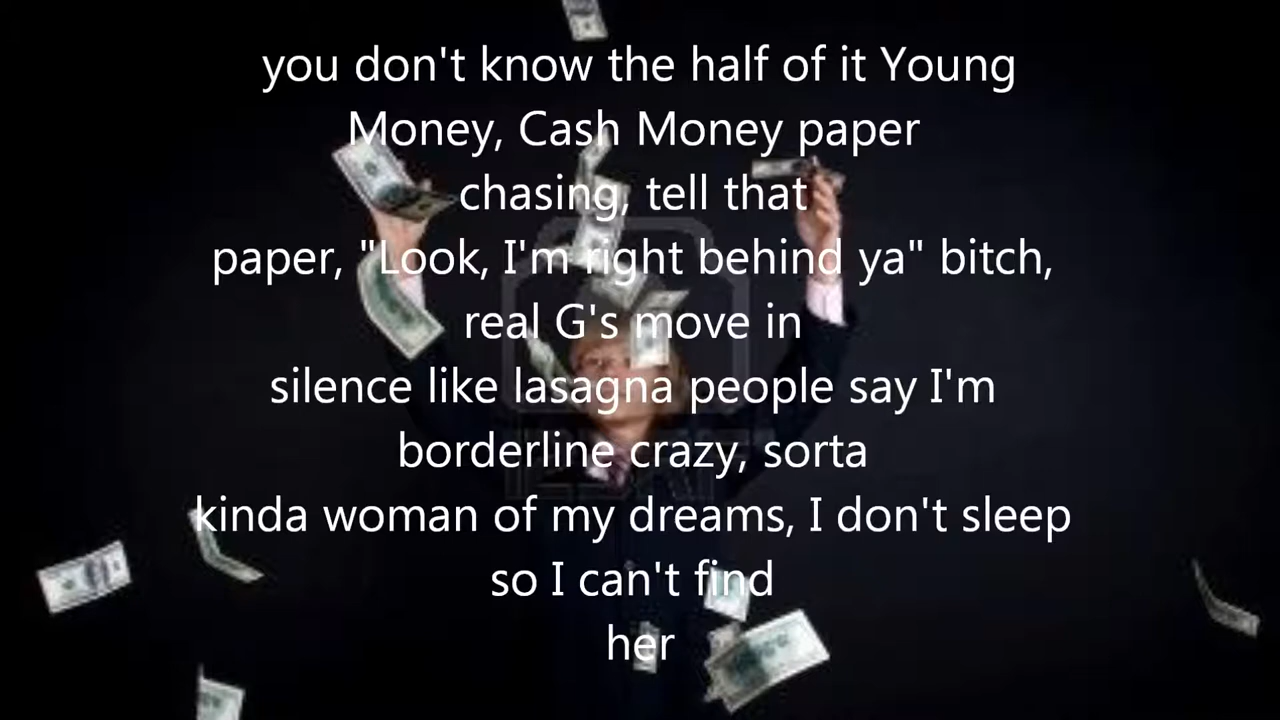 you don't know the half of it Young
Money, Cash Money paper
chasing, tell that
paper, "Look, I'm right behind ya" bitch,
real G's move in
silence like lasagna people say I'm
borderline crazy, sorta
kinda woman of my dreams, I don't sleep
so I can't find
her